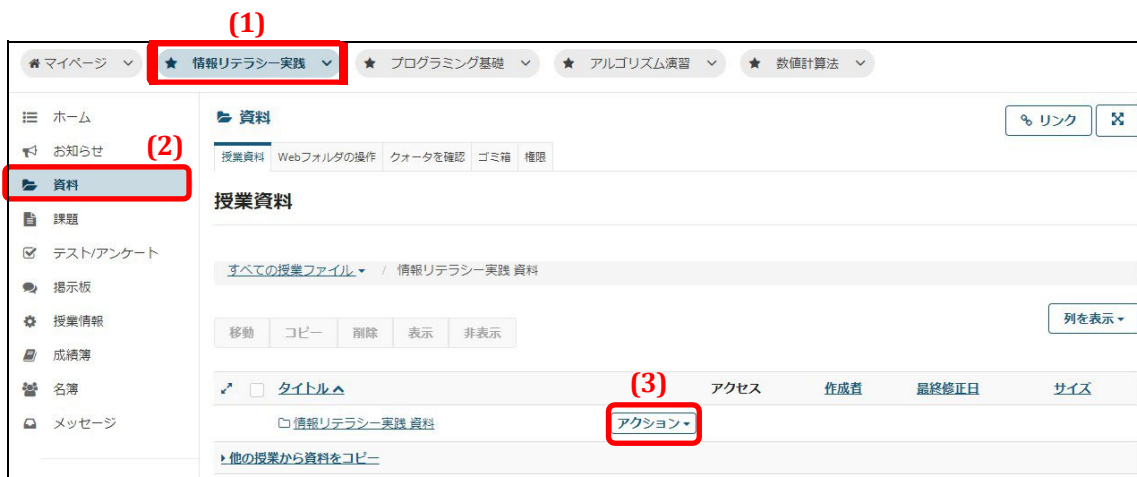 (1)
マイページ 情報リテラシー実践 プログラミング基礎 アルゴリズム演習 数値計算法
ホーム
お知らせ
(2)
資料
課題
テスト/アンケート
掲示板
授業情報
成績簿
名簿
メッセージ
資料
リンク
授業資料 Webフォルダの操作 クォータを確認 ゴミ箱 権限
授業資料
すべての授業ファイル / 情報リテラシー実践 資料
列を表示
移動 コピー 削除 表示 非表示
(3)
タイトル アクセス 作成者 最終修正日 サイズ
情報リテラシー実践 資料 アクション
他の授業から資料をコピー